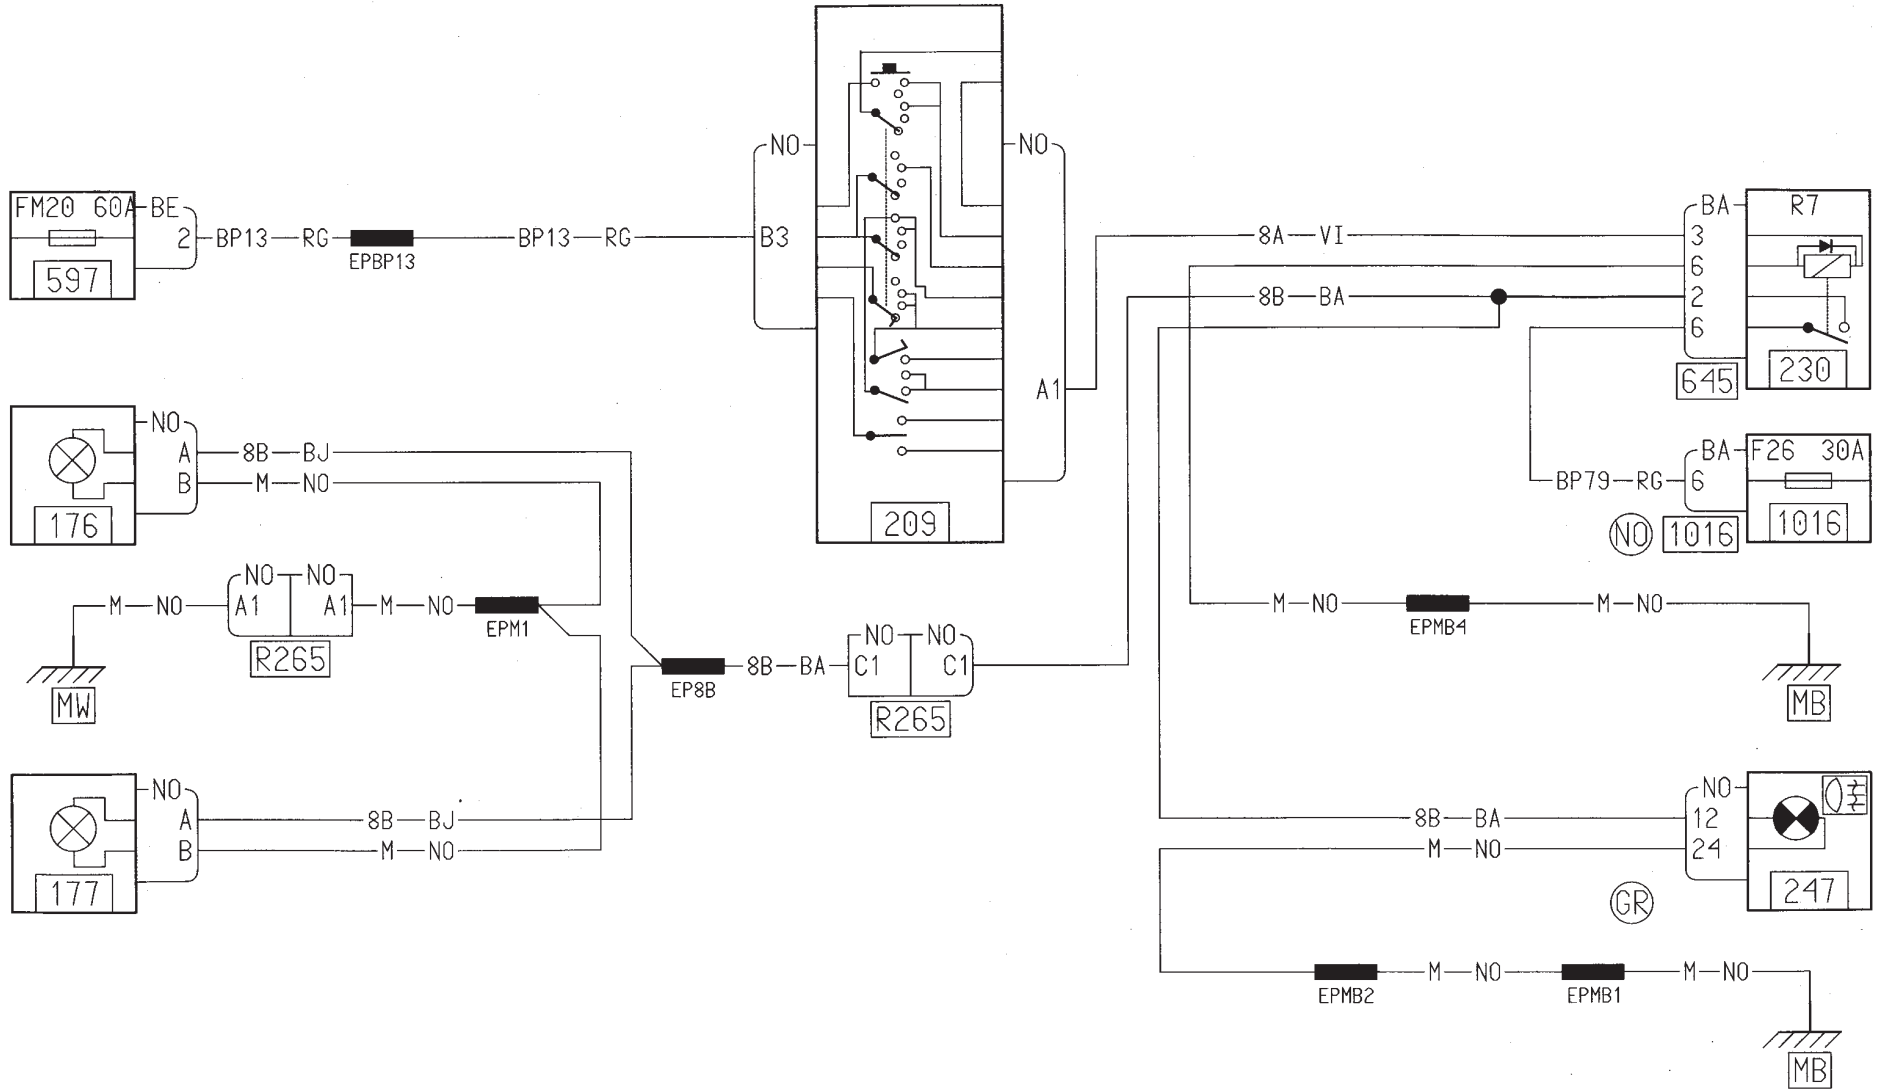 NO
NO
FM20 60A BE
2 BP13 RG BP13 RG B3
EPBP13
597
BA R7
8A VI 3
6
8B BA 2
6
230
645
A1
NO
A 8B BJ
B M NO
176
209
BA F26 30A
BP79 RG 6
NO 1016 1016
NO NO
M NO A1 A1 M NO
EPM1
R265
MW
M NO M NO
EPMB4
MB
NO NO
8B BA C1 C1
EP8B
R265
NO
A 8B BJ
B M NO
177
NO
8B BA 12
M NO 24
247
GR
M NO M NO
EPMB2 EPMB1
MB